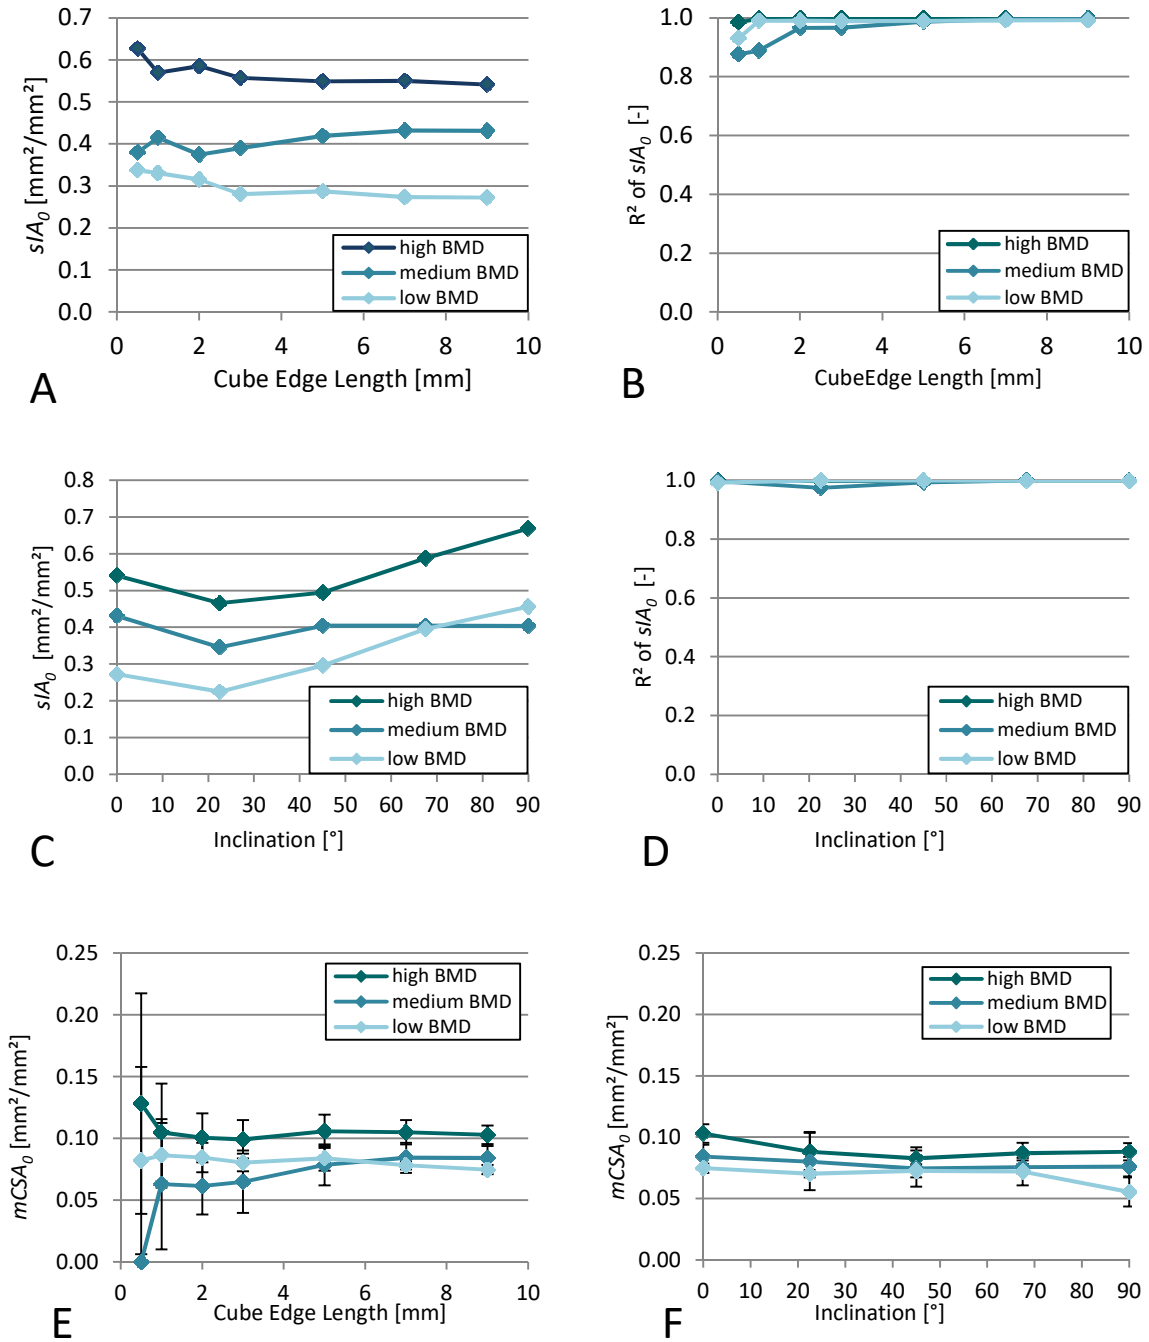 0.7
0.6
0.5
0.4
0.3
0.2
0.1
0.0
sIA0 [mm²/mm²]
high BMD
medium BMD
low BMD
0 2 4 6 8 10
Cube Edge Length [mm]
A
1.0
0.8
0.6
0.4
0.2
0.0
R² of sIA0 [-]
high BMD
medium BMD
low BMD
0 2 4 6 8 10
CubeEdge Length [mm]
B
0.8
0.7
0.6
0.5
0.4
0.3
0.2
0.1
0.0
sIA0 [mm²/mm²]
high BMD
medium BMD
low BMD
0 10 20 30 40 50 60 70 80 90
Inclination [°]
C
1.0
0.8
0.6
0.4
0.2
0.0
R² of sIA0 [-]
high BMD
medium BMD
low BMD
0 10 20 30 40 50 60 70 80 90
Inclination [°]
D
0.25
0.20
0.15
0.10
0.05
0.00
mCSA0 [mm²/mm²]
high BMD
medium BMD
low BMD
0 2 4 6 8 10
Cube Edge Length [mm]
E
0.25
0.20
0.15
0.10
0.05
0.00
mCSA0 [mm²/mm²]
high BMD
medium BMD
low BMD
0 10 20 30 40 50 60 70 80 90
Inclination [°]
F